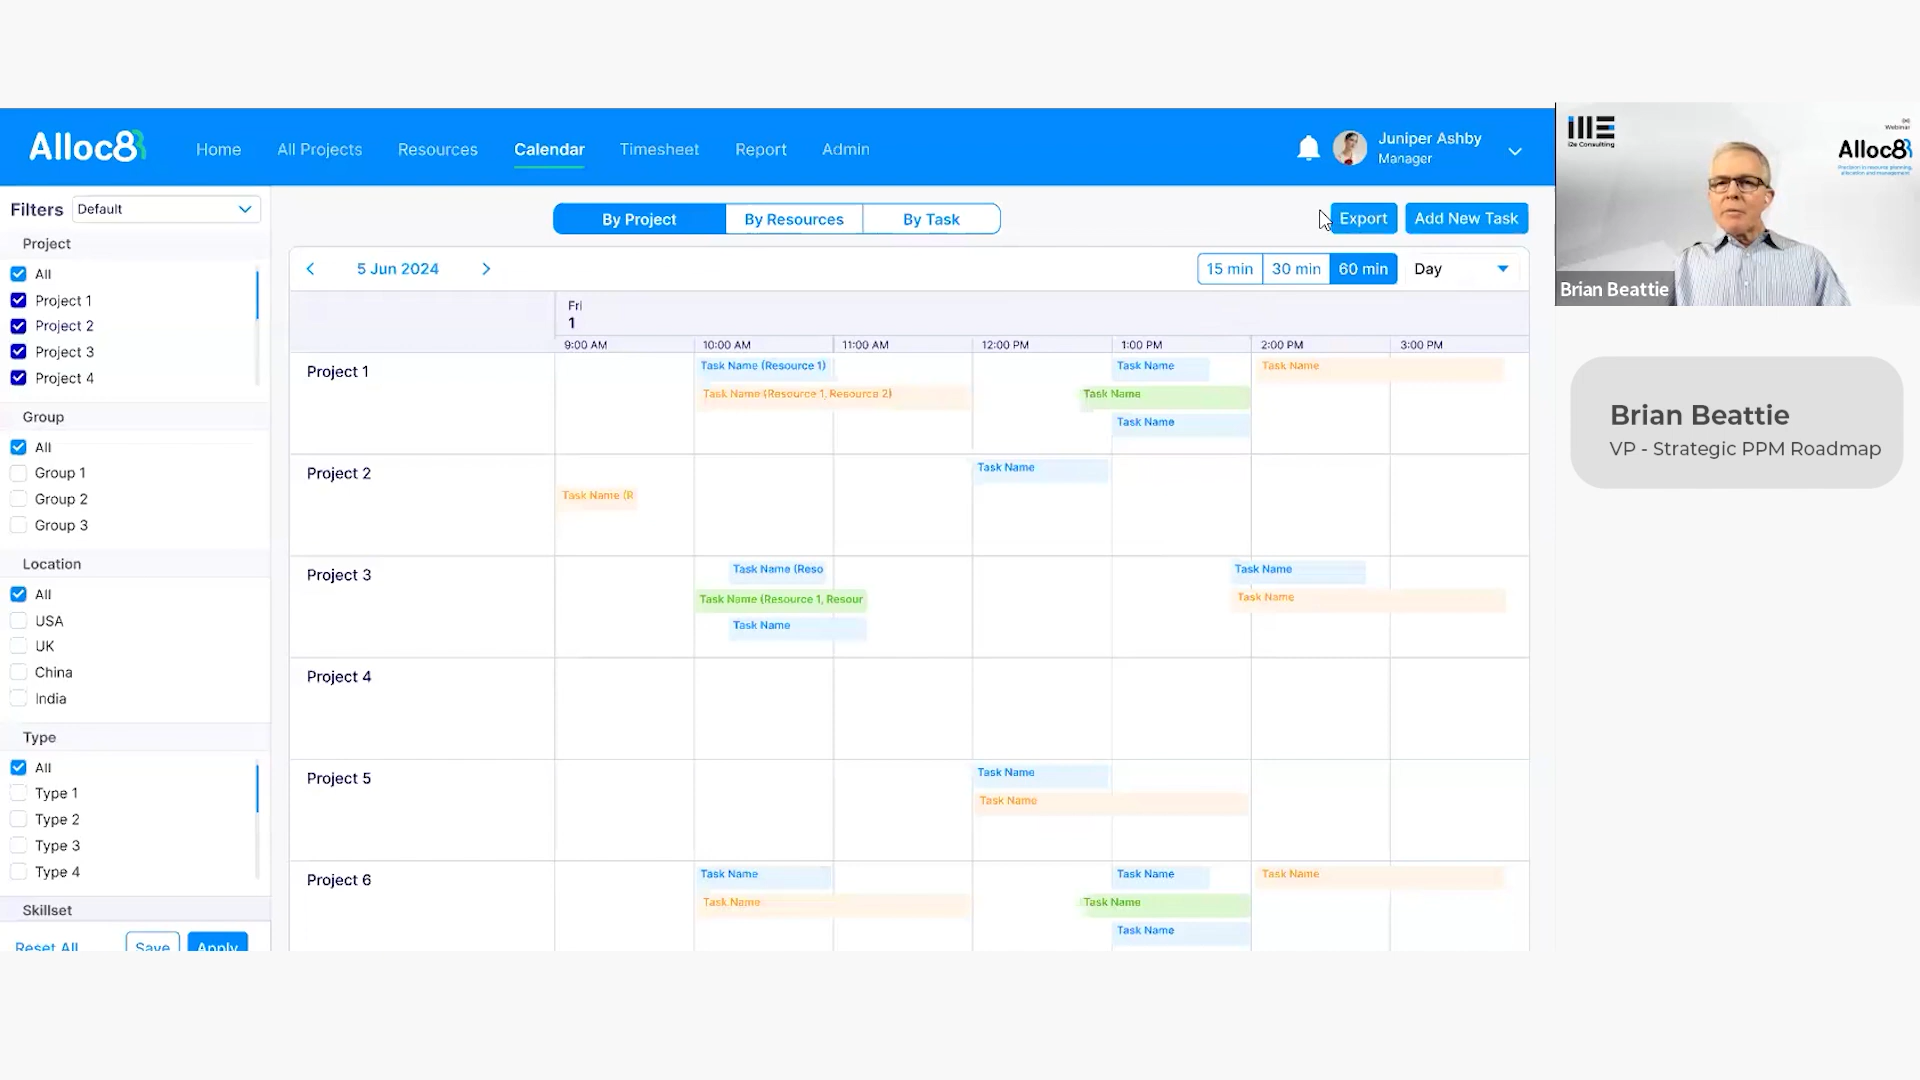 Alloc8
Home
All Projects
Resources
Calendar
Timesheet
Report
Admin
Juniper Ashby
Manager
i2e Consulting
Webinar
Alloc8
Brian Beattie
Brian Beattie
VP - Strategic PPM Roadmap
Filters
Default
Project
All
Project 1
Project 2
Project 3
Project 4
Group
All
Group 1
Group 2
Group 3
Location
All
USA
UK
China
India
Type
All
Type 1
Type 2
Type 3
Type 4
Skillset
Reset All
Save
Apply
By Project
By Resources
By Task
Export
Add New Task
5 Jun 2024
15 min
30 min
60 min
Day
Fri
1
9:00 AM
10:00 AM
11:00 AM
12:00 PM
1:00 PM
2:00 PM
3:00 PM
Project 1
Task Name (Resource 1)
Task Name
Task Name
Task Name (Resource 1, Resource 2)
Task Name
Task Name
Project 2
Task Name
Task Name (R
Project 3
Task Name (Reso
Task Name
Task Name (Resource 1, Resour
Task Name
Task Name
Project 4
Project 5
Task Name
Task Name
Project 6
Task Name
Task Name
Task Name
Task Name
Task Name
Task Name